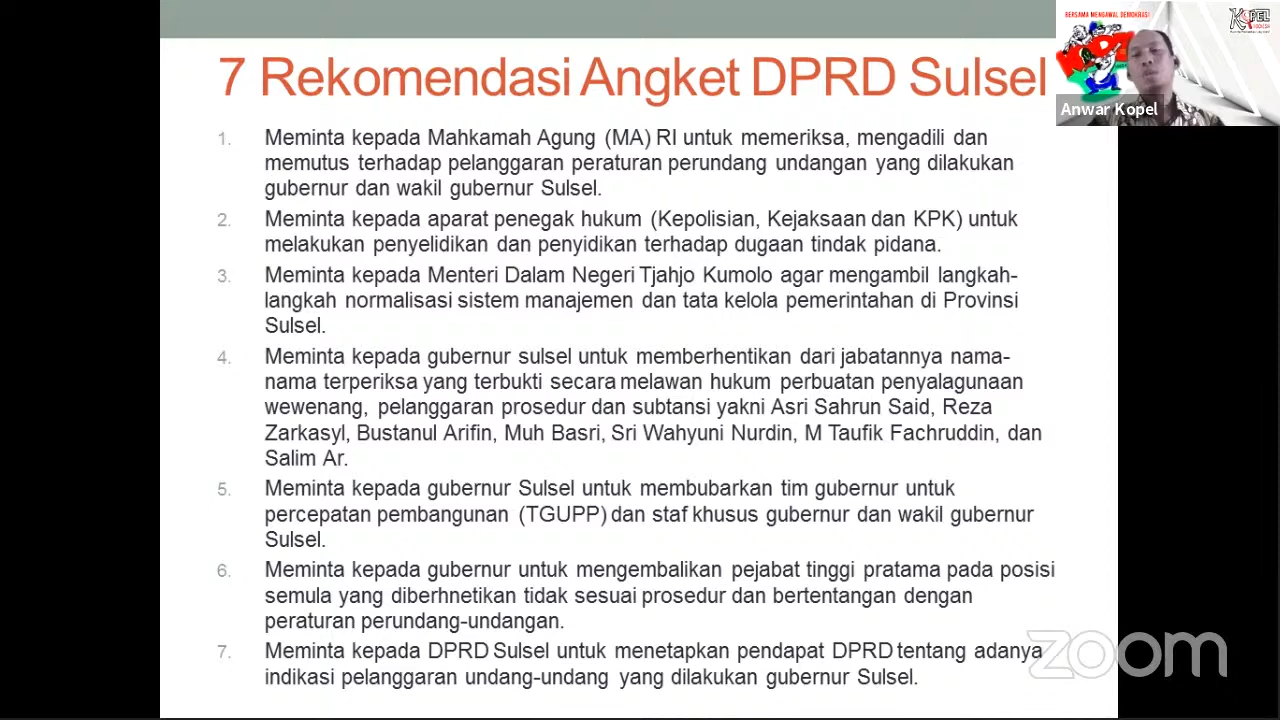 7 Rekomendasi Angket DPRD Sulsel
1. Meminta kepada Mahkamah Agung (MA) RI untuk memeriksa, mengadili dan
memutus terhadap pelanggaran peraturan perundang undangan yang dilakukan
gubernur dan wakil gubernur Sulsel.
2. Meminta kepada aparat penegak hukum (Kepolisian, Kejaksaan dan KPK) untuk
melakukan penyelidikan dan penyidikan terhadap dugaan tindak pidana.
3. Meminta kepada Menteri Dalam Negeri Tjahjo Kumolo agar mengambil langkah-
langkah normalisasi sistem manajemen dan tata kelola pemerintahan di Provinsi
Sulsel.
4. Meminta kepada gubernur sulsel untuk memberhentikan dari jabatannya nama-
nama terperiksa yang terbukti secara melawan hukum perbuatan penyalagunaan
wewenang, pelanggaran prosedur dan subtansi yakni Asri Sahrun Said, Reza
Zarkasyl, Bustanul Arifin, Muh Basri, Sri Wahyuni Nurdin, M Taufik Fachruddin, dan
Salim Ar.
5. Meminta kepada gubernur Sulsel untuk membubarkan tim gubernur untuk
percepatan pembangunan (TGUPP) dan staf khusus gubernur dan wakil gubernur
Sulsel.
6. Meminta kepada gubernur untuk mengembalikan pejabat tinggi pratama pada posisi
semula yang diberhnetikan tidak sesuai prosedur dan bertentangan dengan
peraturan perundang-undangan.
7. Meminta kepada DPRD Sulsel untuk menetapkan pendapat DPRD tentang adanya
indikasi pelanggaran undang-undang yang dilakukan gubernur Sulsel.
BERSAMA MENGAWAL DEMOKRASI
KOPEL
Anwar Kopel
zoom